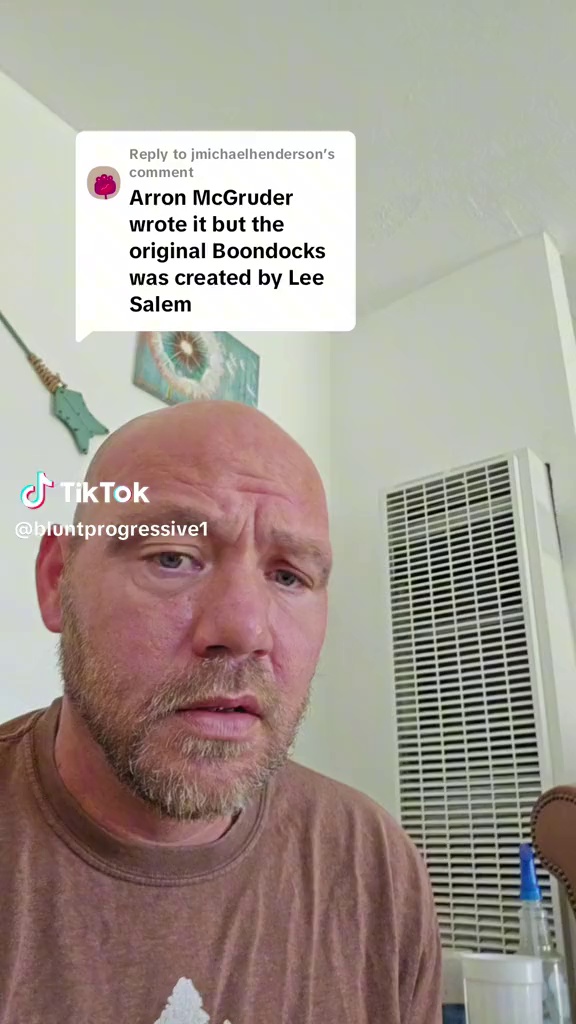 Reply to jmichaelhenderson's
comment
Arron McGruder
wrote it but the
original Boondocks
was created by Lee
Salem
TikTok
@bluntprogressive1